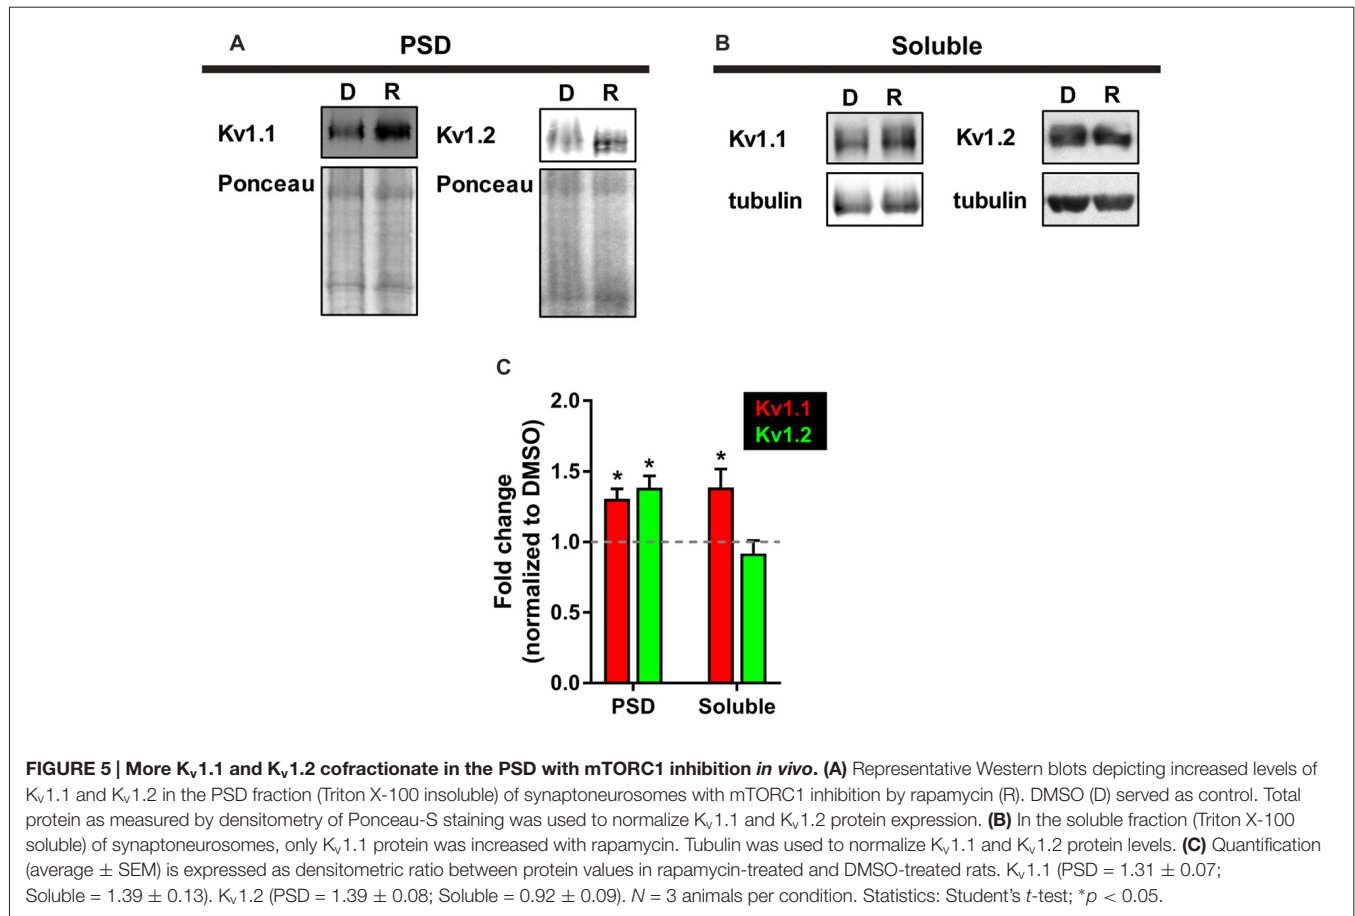 A PSD
D R
Kv1.1
Ponceau
D R
Kv1.2
Ponceau
B Soluble
D R
Kv1.1
tubulin
D R
Kv1.2
tubulin
C
Fold change
(normalized to DMSO)
2.0
1.5
1.0
0.5
0.0
* * *
Kv1.1
Kv1.2
PSD Soluble
FIGURE 5 | More Kv1.1 and Kv1.2 cofractionate in the PSD with mTORC1 inhibition in vivo. (A) Representative Western blots depicting increased levels of
Kv1.1 and Kv1.2 in the PSD fraction (Triton X-100 insoluble) of synaptoneurosomes with mTORC1 inhibition by rapamycin (R). DMSO (D) served as control. Total
protein as measured by densitometry of Ponceau-S staining was used to normalize Kv1.1 and Kv1.2 protein expression. (B) In the soluble fraction (Triton X-100
soluble) of synaptoneurosomes, only Kv1.1 protein was increased with rapamycin. Tubulin was used to normalize Kv1.1 and Kv1.2 protein levels. (C) Quantification
(average ± SEM) is expressed as densitometric ratio between protein values in rapamycin-treated and DMSO-treated rats. Kv1.1 (PSD = 1.31 ± 0.07;
Soluble = 1.39 ± 0.13). Kv1.2 (PSD = 1.39 ± 0.08; Soluble = 0.92 ± 0.09). N = 3 animals per condition. Statistics: Student's t-test; *p < 0.05.